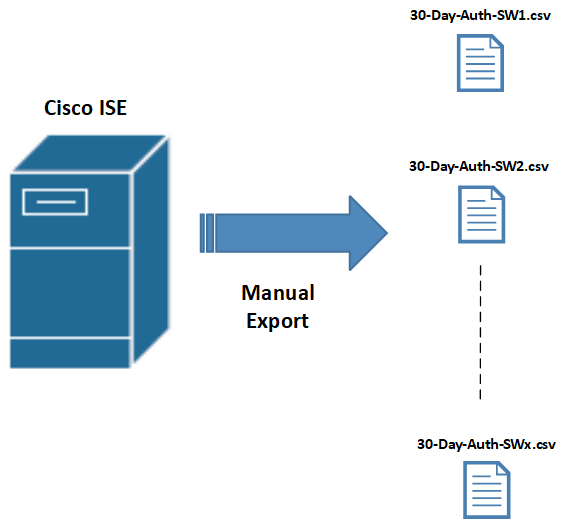 30-Day-Auth-SW1.csv
Cisco ISE
30-Day-Auth-SW2.csv
Manual
Export
30-Day-Auth-SWx.csv